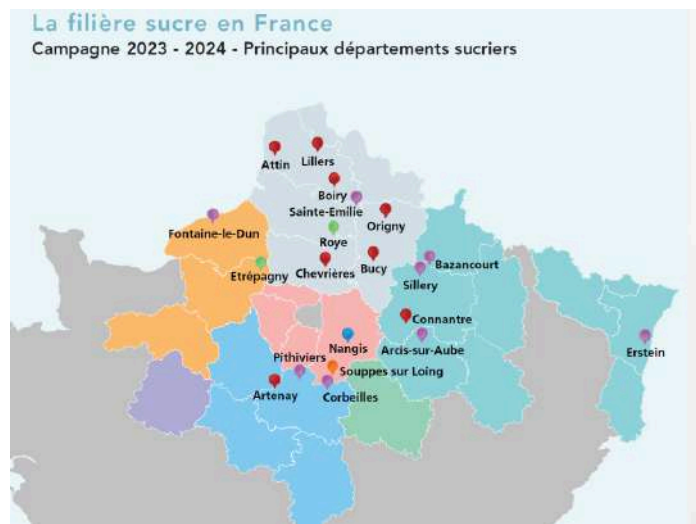 La filière sucre en France
Campagne 2023 - 2024 - Principaux départements sucriers
Attin
Lillers
Boiry
Sainte-Emilie
Origny
Fontaine-le-Dun
Roye
Etrépagny
Chevrières
Bucy
Bazancourt
Sillery
Connantre
Nangis
Arcis-sur-Aube
Erstein
Pithiviers
Souppes sur Loing
Artenay
Corbeilles